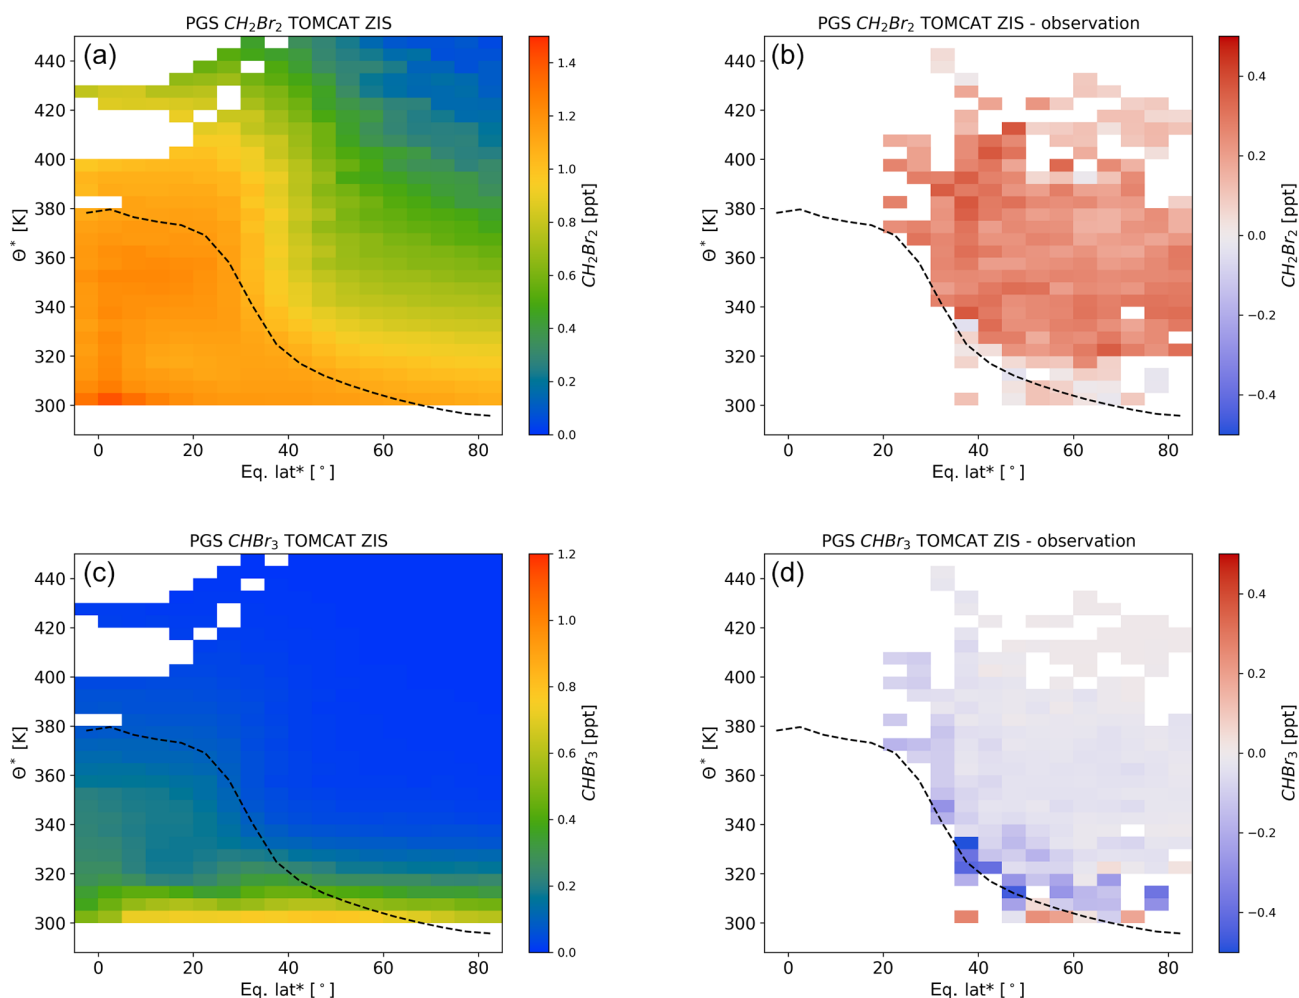 PGS CH₂Br₂ TOMCAT ZIS
(a)
440
420
400
380
360
340
320
300
Θ* [K]
0 20 40 60 80
Eq. lat* [°]
1.4
1.2
1.0
0.8
0.6
0.4
0.2
0.0
CH₂Br₂ [ppt]
PGS CH₂Br₂ TOMCAT ZIS - observation
(b)
440
420
400
380
360
340
320
300
Θ* [K]
0 20 40 60 80
Eq. lat* [°]
0.4
0.2
0.0
−0.2
−0.4
CH₂Br₂ [ppt]
PGS CHBr₃ TOMCAT ZIS
(c)
440
420
400
380
360
340
320
300
Θ* [K]
0 20 40 60 80
Eq. lat* [°]
1.2
1.0
0.8
0.6
0.4
0.2
0.0
CHBr₃ [ppt]
PGS CHBr₃ TOMCAT ZIS - observation
(d)
440
420
400
380
360
340
320
300
Θ* [K]
0 20 40 60 80
Eq. lat* [°]
0.4
0.2
0.0
−0.2
−0.4
CHBr₃ [ppt]